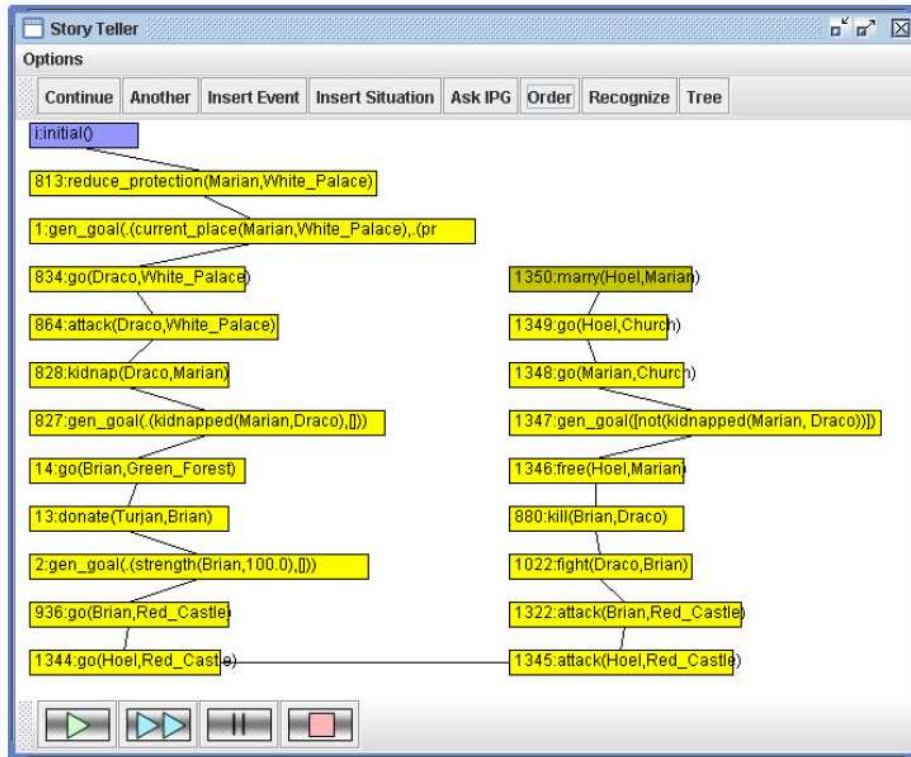 Story Teller
Options
Continue Another Insert Event Insert Situation Ask IPG Order Recognize Tree
i:initial()
813:reduce_protection(Marian,White_Palace)
1:gen_goal(.(current_place(Marian,White_Palace),.(pr
834:go(Draco,White_Palace)
864:attack(Draco,White_Palace)
828:kidnap(Draco,Marian)
827:gen_goal(.(kidnapped(Marian,Draco),[]))
14:go(Brian,Green_Forest)
13:donate(Turjan,Brian)
2:gen_goal(.(strength(Brian,100.0),[]))
936:go(Brian,Red_Castle)
1344:go(Hoel,Red_Castle)
1350:marry(Hoel,Marian)
1349:go(Hoel,Church)
1348:go(Marian,Church)
1347:gen_goal([not(kidnapped(Marian, Draco))])
1346:free(Hoel,Marian)
880:kill(Brian,Draco)
1022:fight(Draco,Brian)
1322:attack(Brian,Red_Castle)
1345:attack(Hoel,Red_Castle)